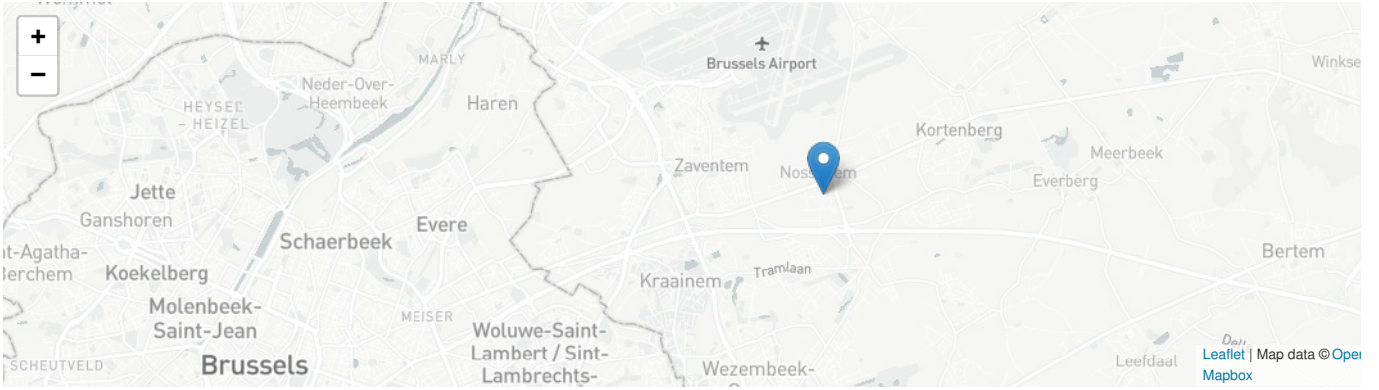 +
−
MARLY
Brussels Airport
Neder-Over-
Heembeek
HEYSEL
- HEIZEL
Haren
Kortenberg
Meerbeek
Zaventem
Everberg
Jette
Ganshoren
Evere
Schaerbeek
Bertem
Koekelberg
Kraainem
Tramlaan
Molenbeek-
Saint-Jean
MEISER
Woluwe-Saint-
Lambert / Sint-
Lambrechts-
Brussels
SCHEUTVELD
Wezembeek-
Leefdaal
Leaflet | Map data © Open
Mapbox